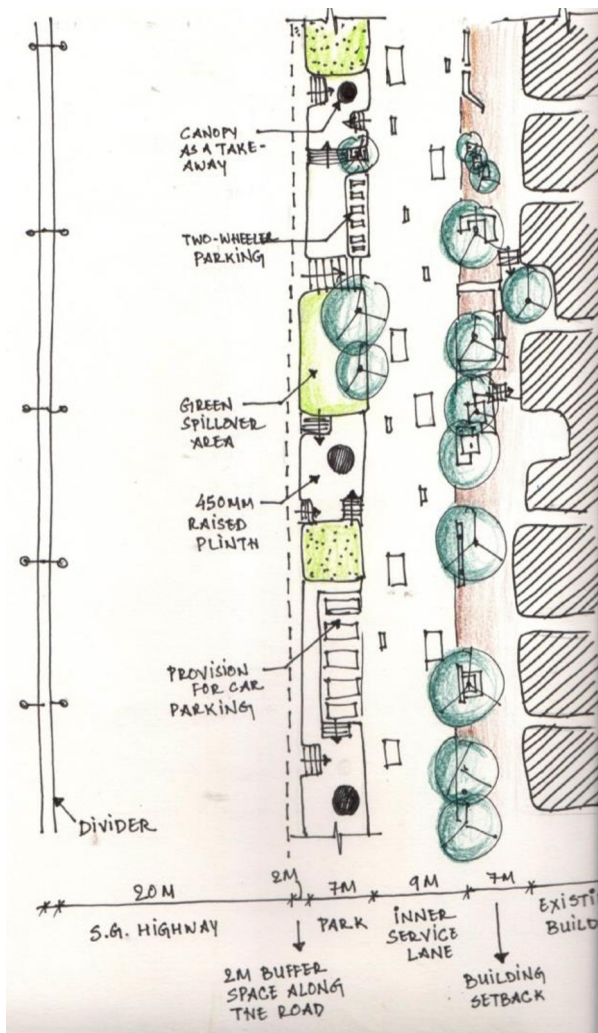 CANOPY
AS A TAKE-
AWAY
TWO-WHEELER
PARKING
GREEN
SPILLOVER
AREA
450MM
RAISED
PLINTH
PROVISION
FOR CAR
PARKING
DIVIDER
20M
2M
7M
9M
7M
S.G. HIGHWAY
PARK
INNER
SERVICE
LANE
2M BUFFER
SPACE ALONG
THE ROAD
BUILDING
SETBACK
EXISTI
BUILD